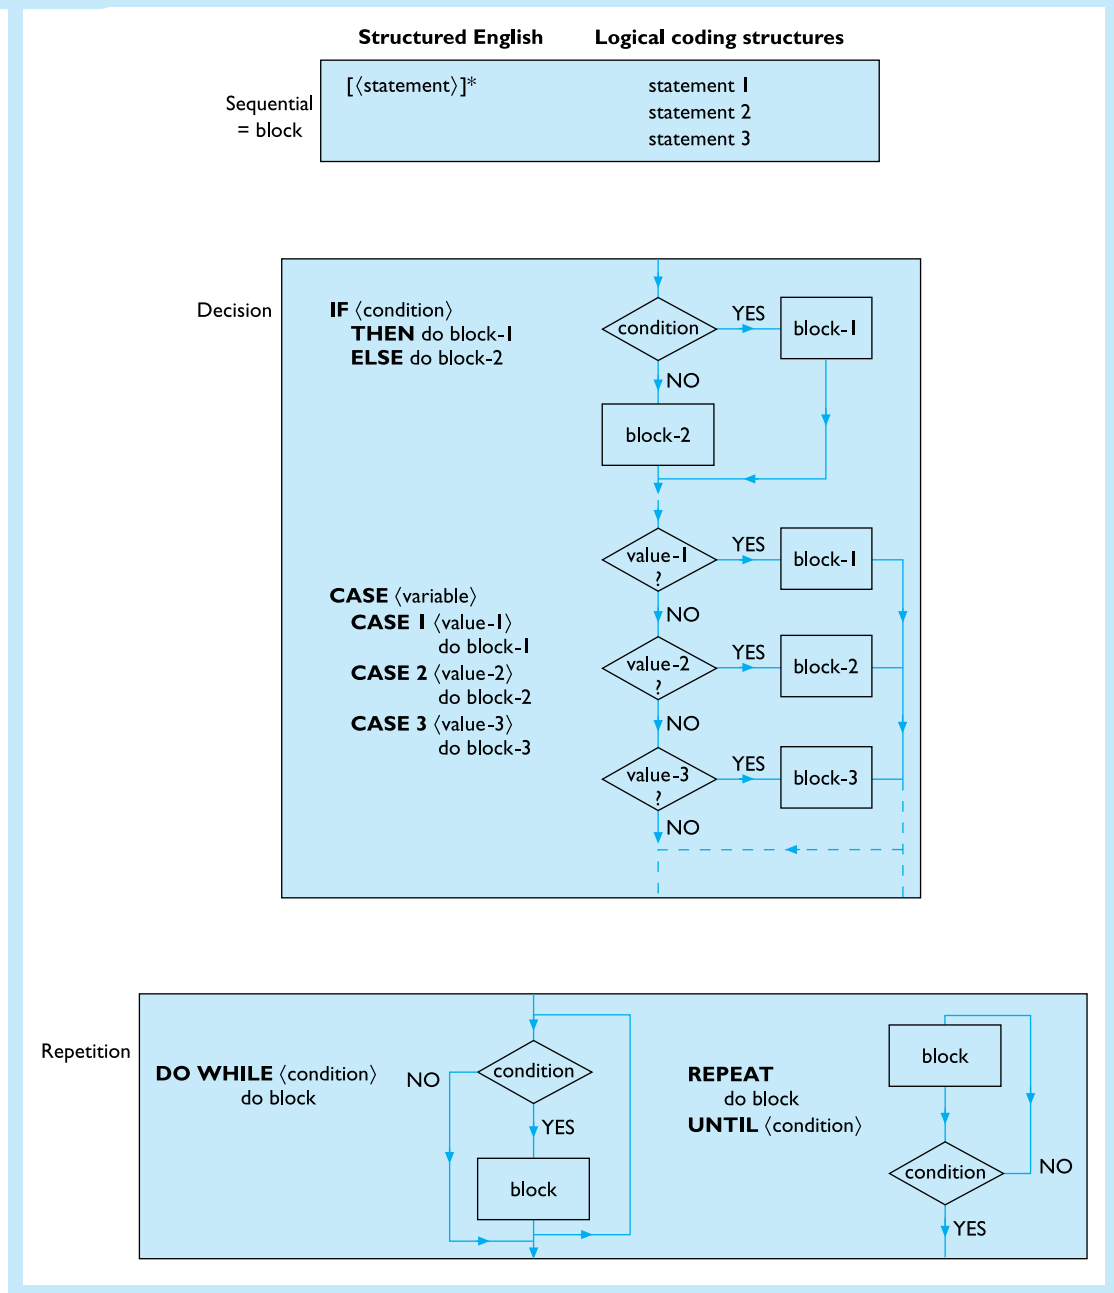 Structured English Logical coding structures
Sequential
= block
[⟨statement⟩]*
statement 1
statement 2
statement 3
Decision
IF ⟨condition⟩
THEN do block-1
ELSE do block-2
condition
YES
block-1
NO
block-2
CASE ⟨variable⟩
CASE 1 ⟨value-1⟩
do block-1
CASE 2 ⟨value-2⟩
do block-2
CASE 3 ⟨value-3⟩
do block-3
value-1
?
YES
block-1
NO
value-2
?
YES
block-2
NO
value-3
?
YES
block-3
NO
Repetition
DO WHILE ⟨condition⟩
do block
NO
condition
YES
block
REPEAT
do block
UNTIL ⟨condition⟩
block
condition
NO
YES